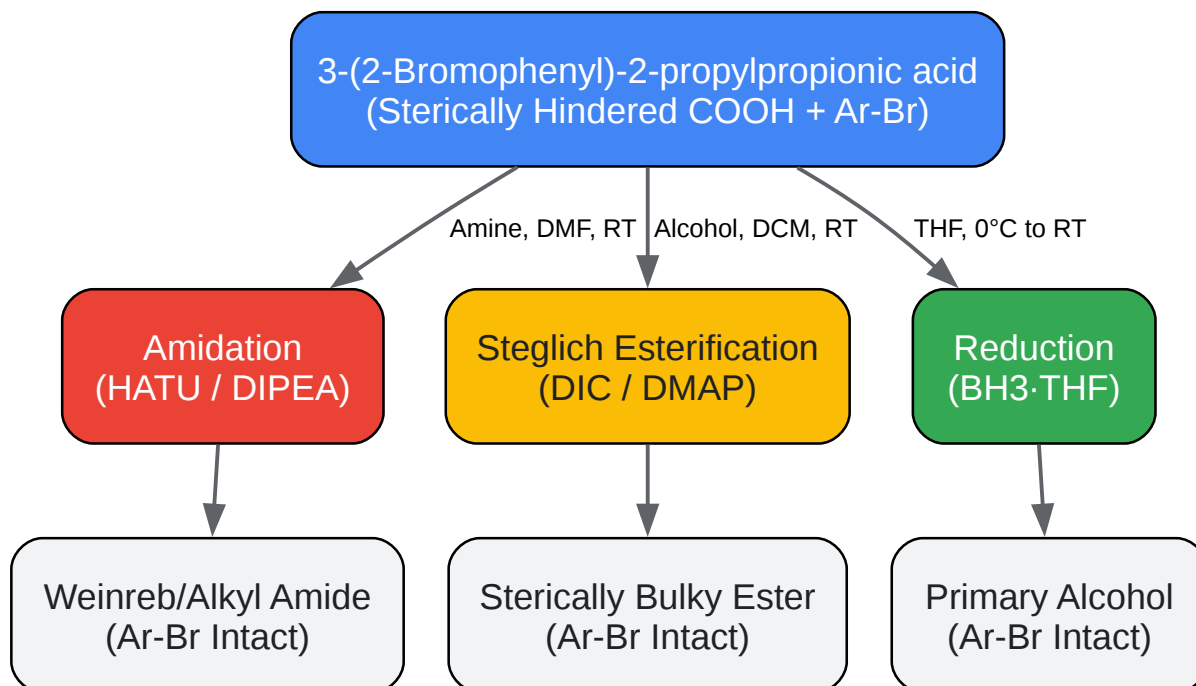 3-(2-Bromophenyl)-2-propylpropionic acid
(Sterically Hindered COOH + Ar-Br)
Amine, DMF, RT
Alcohol, DCM, RT
THF, 0°C to RT
Amidation
(HATU / DIPEA)
Steglich Esterification
(DIC / DMAP)
Reduction
(BH3·THF)
Weinreb/Alkyl Amide
(Ar-Br Intact)
Sterically Bulky Ester
(Ar-Br Intact)
Primary Alcohol
(Ar-Br Intact)